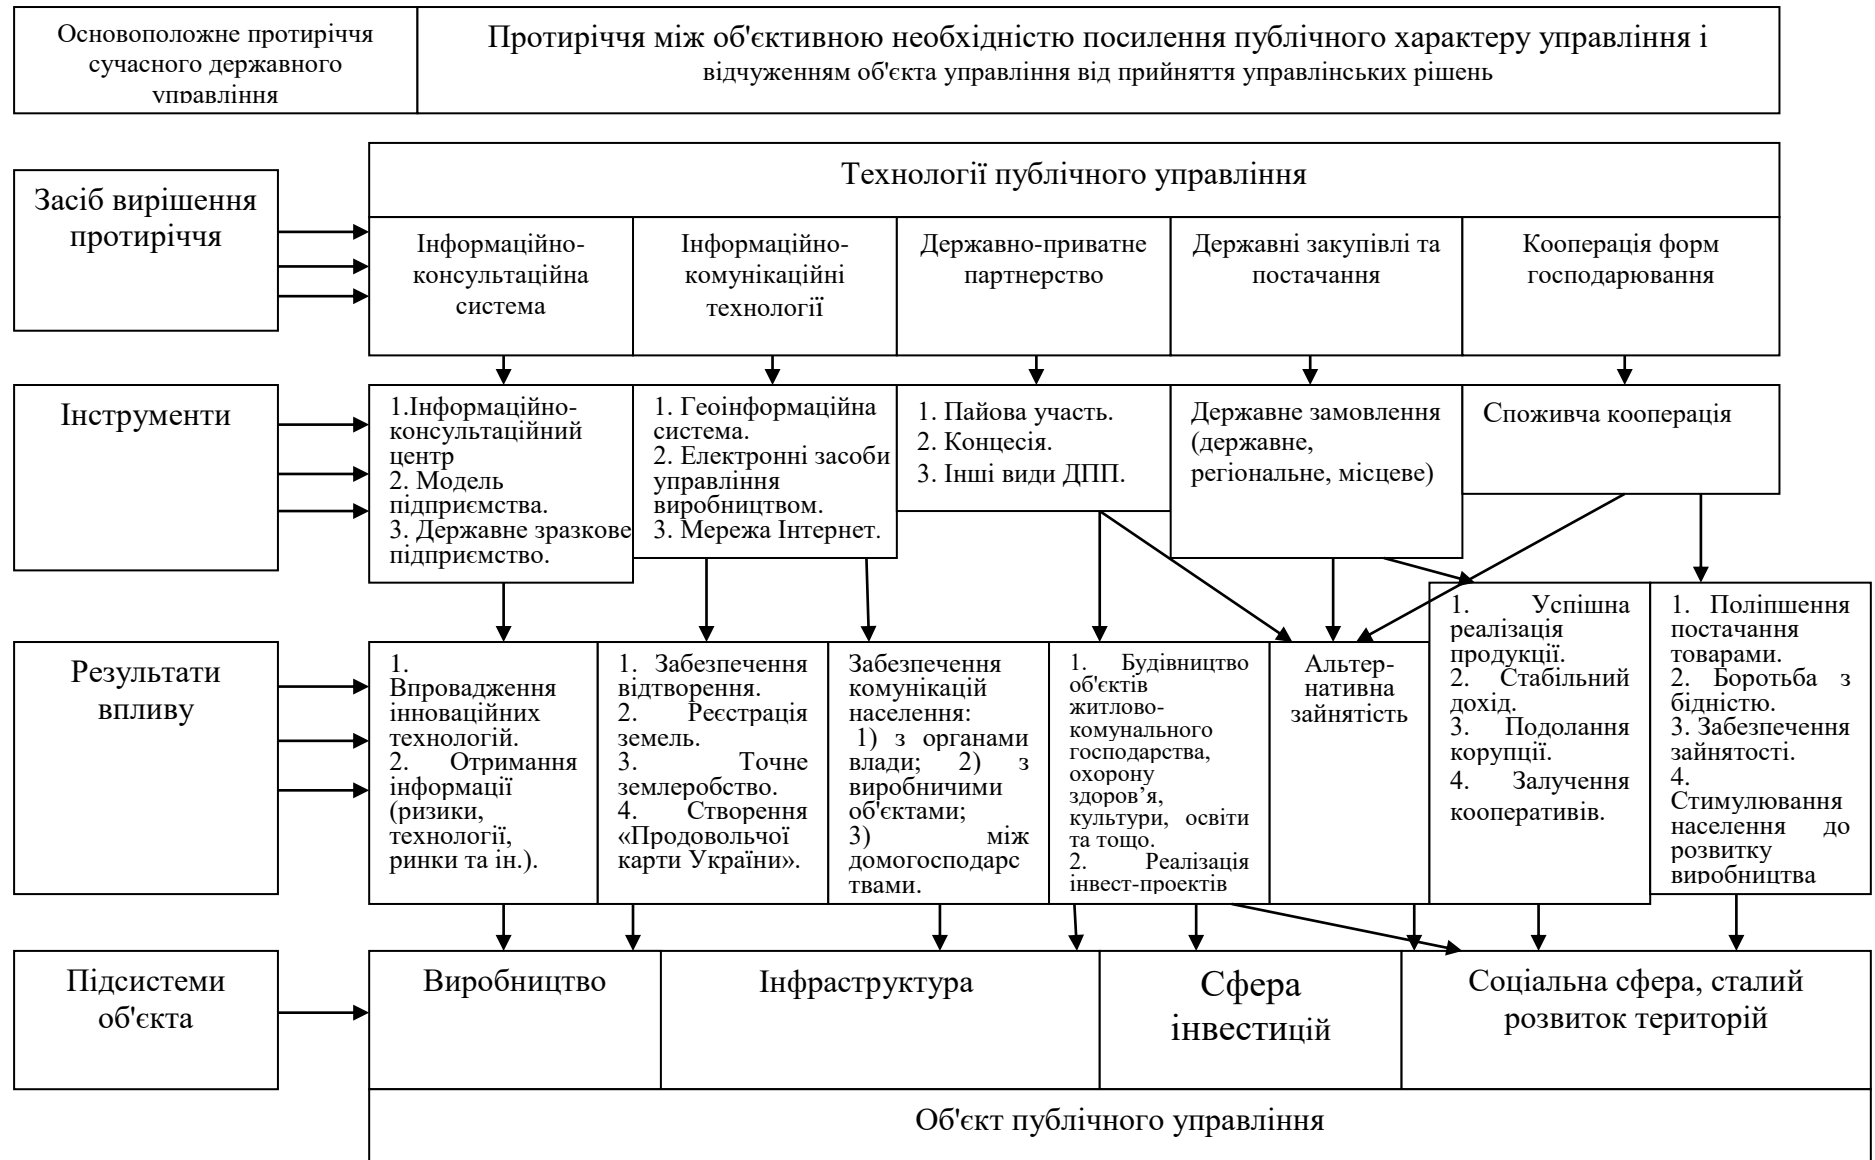 Основоположне протиріччя
сучасного державного
управління
Протиріччя між об'єктивною необхідністю посилення публічного характеру управління і
відчуженням об'єкта управління від прийняття управлінських рішень
Засіб вирішення
протиріччя
Технології публічного управління
Інформаційно-
консультаційна
система
Інформаційно-
комунікаційні
технології
Державно-приватне
партнерство
Державні закупівлі та
постачання
Кооперація форм
господарювання
Інструменти
1.Інформаційно-
консультаційний
центр
2. Модель
підприємства.
3. Державне зразкове
підприємство.
1. Геоінформаційна
система.
2. Електронні засоби
управління
виробництвом.
3. Мережа Інтернет.
1. Пайова участь.
2. Концесія.
3. Інші види ДПП.
Державне замовлення
(державне,
регіональне, місцеве)
Споживча кооперація
Результати
впливу
1.
Впровадження
інноваційних
технологій.
2. Отримання
інформації
(ризики,
технології,
ринки та ін.).
1. Забезпечення
відтворення.
2. Реєстрація
земель.
3. Точне
землеробство.
4. Створення
«Продовольчої
карти України».
Забезпечення
комунікацій
населення:
1) з органами
влади; 2) з
виробничими
об'єктами;
3) між
домогосподарс
твами.
1. Будівництво
об'єктів
житлово-
комунального
господарства,
охорону
здоров’я,
культури, освіти
та тощо.
2. Реалізація
інвест-проектів
Альтер-
нативна
зайнятість
1. Успішна
реалізація
продукції.
2. Стабільний
дохід.
3. Подолання
корупції.
4. Залучення
кооперативів.
1. Поліпшення
постачання
товарами.
2. Боротьба з
бідністю.
3. Забезпечення
зайнятості.
4.
Стимулювання
населення до
розвитку
виробництва
Підсистеми
об'єкта
Виробництво
Інфраструктура
Сфера
інвестицій
Соціальна сфера, сталий
розвиток територій
Об'єкт публічного управління